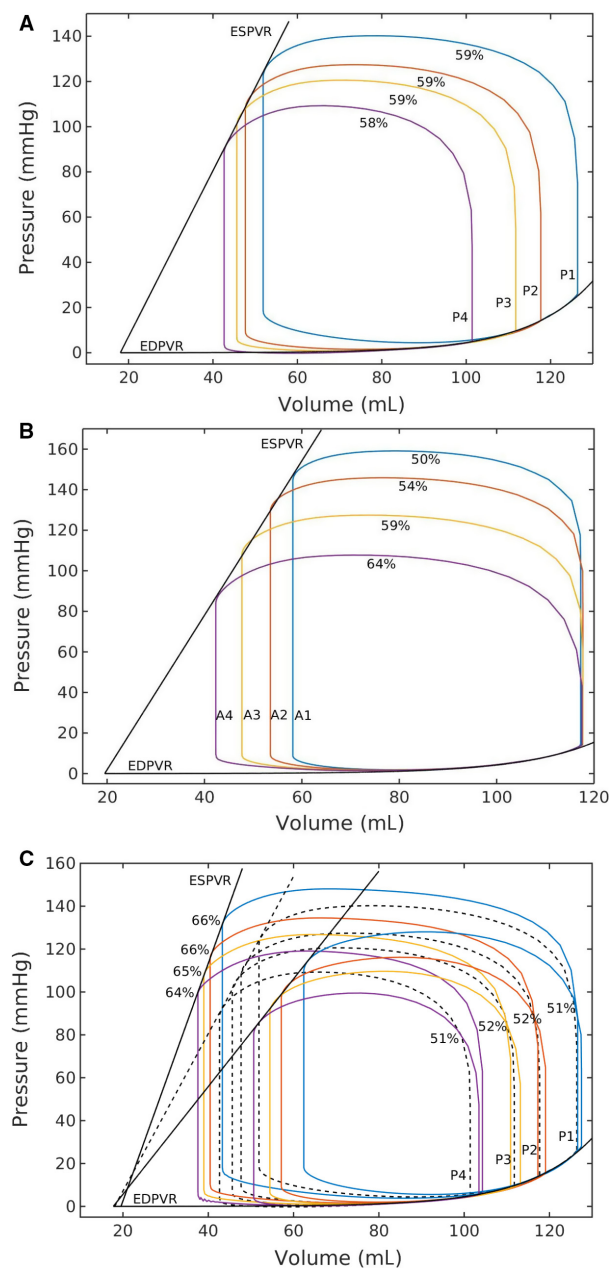 A
ESPVR
140
120
100
80
60
40
20
0
Pressure (mmHg)
59%
59%
59%
58%
P1
P2
P3
P4
EDPVR
20 40 60 80 100 120
Volume (mL)
B
ESPVR
160
140
120
100
80
60
40
20
0
Pressure (mmHg)
50%
54%
59%
64%
A4 A3 A2 A1
EDPVR
20 40 60 80 100 120
Volume (mL)
C
ESPVR
160
140
120
100
80
60
40
20
0
Pressure (mmHg)
66%
66%
65%
64%
51%
52%
52%
51%
P1
P2
P3
P4
EDPVR
20 40 60 80 100 120
Volume (mL)